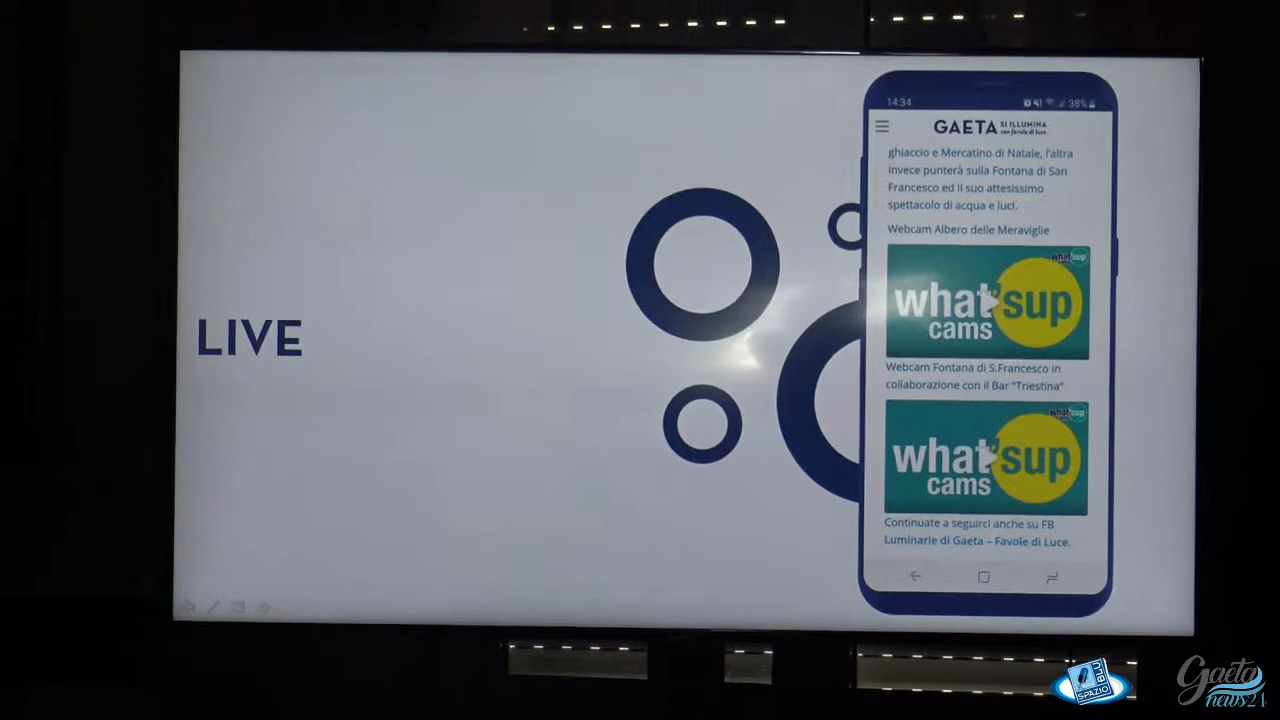 LIVE
14:34
38%
GAETA SI ILLUMINA
con favole di luce
ghiaccio e Mercatino di Natale, l'altra
invece punterà sulla Fontana di San
Francesco ed il suo attesissimo
spettacolo di acqua e luci.
Webcam Albero delle Meraviglie
what'sup
what'sup
cams
Webcam Fontana di S.Francesco in
collaborazione con il Bar "Triestina"
what'sup
what'sup
cams
Continuate a seguirci anche su FB
Luminarie di Gaeta – Favole di Luce.
SPAZIO
BLU
Gaeta
news24